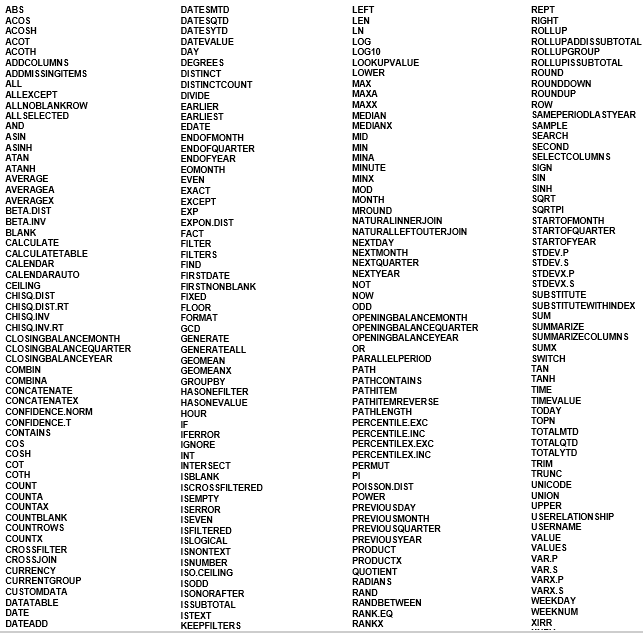 ABS
ACOS
ACOSH
ACOT
ACOTH
ADDCOLUMNS
ADDMISSINGITEMS
ALL
ALLEXCEPT
ALLNOBLANKROW
ALLSELECTED
AND
ASIN
ASINH
ATAN
ATANH
AVERAGE
AVERAGEA
AVERAGEX
BETA.DIST
BETA.INV
BLANK
CALCULATE
CALCULATETABLE
CALENDAR
CALENDARAUTO
CEILING
CHISQ.DIST
CHISQ.DIST.RT
CHISQ.INV
CHISQ.INV.RT
CLOSINGBALANCEMONTH
CLOSINGBALANCEQUARTER
CLOSINGBALANCEYEAR
COMBIN
COMBINA
CONCATENATE
CONCATENATEX
CONFIDENCE.NORM
CONFIDENCE.T
CONTAINS
COS
COSH
COT
COTH
COUNT
COUNTA
COUNTAX
COUNTBLANK
COUNTROWS
COUNTX
CROSSFILTER
CROSSJOIN
CURRENCY
CURRENTGROUP
CUSTOMDATA
DATATABLE
DATE
DATEADD
DATESMTD
DATESQTD
DATESYTD
DATEVALUE
DAY
DEGREES
DISTINCT
DISTINCTCOUNT
DIVIDE
EARLIER
EARLIEST
EDATE
ENDOFMONTH
ENDOFQUARTER
ENDOFYEAR
EOMONTH
EVEN
EXACT
EXCEPT
EXP
EXPON.DIST
FACT
FILTER
FILTERS
FIND
FIRSTDATE
FIRSTNONBLANK
FIXED
FLOOR
FORMAT
GCD
GENERATE
GENERATEALL
GEOMEAN
GEOMEANX
GROUPBY
HASONEFILTER
HASONEVALUE
HOUR
IF
IFERROR
IGNORE
INT
INTERSECT
ISBLANK
ISCROSSFILTERED
ISEMPTY
ISERROR
ISEVEN
ISFILTERED
ISLOGICAL
ISNONTEXT
ISNUMBER
ISO.CEILING
ISODD
ISONORAFTER
ISSUBTOTAL
ISTEXT
KEEPFILTERS
LEFT
LEN
LN
LOG
LOG10
LOOKUPVALUE
LOWER
MAX
MAXA
MAXX
MEDIAN
MEDIANX
MID
MIN
MINA
MINUTE
MINX
MOD
MONTH
MROUND
NATURALINNERJOIN
NATURALLEFTOUTERJOIN
NEXTDAY
NEXTMONTH
NEXTQUARTER
NEXTYEAR
NOT
NOW
ODD
OPENINGBALANCEMONTH
OPENINGBALANCEQUARTER
OPENINGBALANCEYEAR
OR
PARALLELPERIOD
PATH
PATHCONTAINS
PATHITEM
PATHITEMREVERSE
PATHLENGTH
PERCENTILE.EXC
PERCENTILE.INC
PERCENTILEX.EXC
PERCENTILEX.INC
PERMUT
PI
POISSON.DIST
POWER
PREVIOUSDAY
PREVIOUSMONTH
PREVIOUSQUARTER
PREVIOUSYEAR
PRODUCT
PRODUCTX
QUOTIENT
RADIANS
RAND
RANDBETWEEN
RANK.EQ
RANKX
REPT
RIGHT
ROLLUP
ROLLUPADDISSUBTOTAL
ROLLUPGROUP
ROLLUPISSUBTOTAL
ROUND
ROUNDDOWN
ROUNDUP
ROW
SAMEPERIODLASTYEAR
SAMPLE
SEARCH
SECOND
SELECTCOLUMNS
SIGN
SIN
SINH
SQRT
SQRTPI
STARTOFMONTH
STARTOFQUARTER
STARTOFYEAR
STDEV.P
STDEV.S
STDEVX.P
STDEVX.S
SUBSTITUTE
SUBSTITUTEWITHINDEX
SUM
SUMMARIZE
SUMMARIZECOLUMNS
SUMX
SWITCH
TAN
TANH
TIME
TIMEVALUE
TODAY
TOPN
TOTALMTD
TOTALQTD
TOTALYTD
TRIM
TRUNC
UNICODE
UNION
UPPER
USERELATIONSHIP
USERNAME
VALUE
VALUES
VAR.P
VAR.S
VARX.P
VARX.S
WEEKDAY
WEEKNUM
XIRR